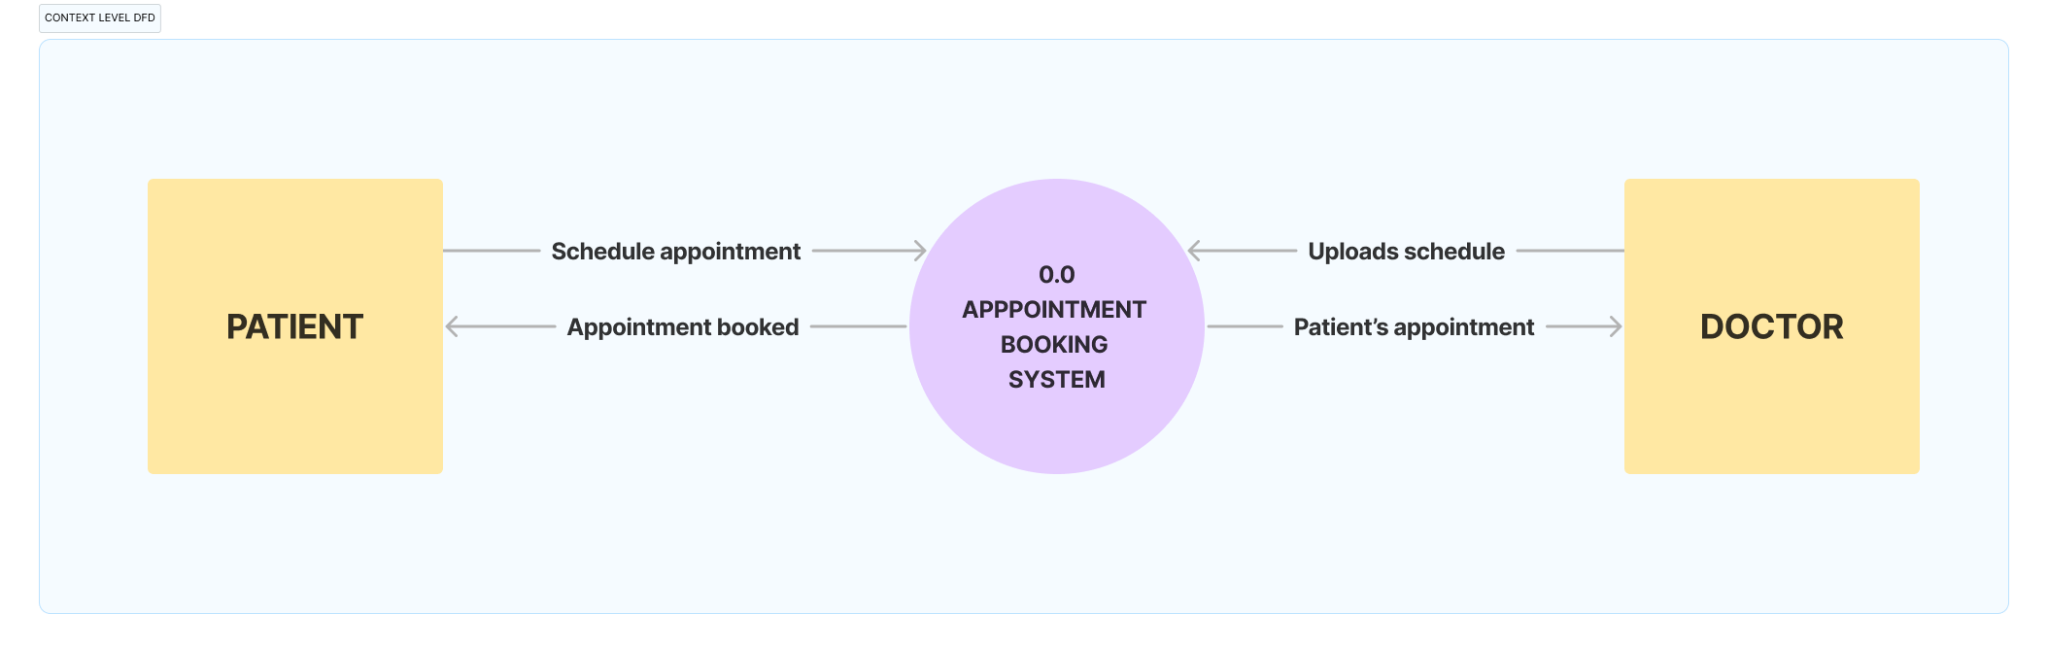 CONTEXT LEVEL DFD
PATIENT
Schedule appointment
Appointment booked
0.0
APPPOINTMENT
BOOKING
SYSTEM
Uploads schedule
Patient’s appointment
DOCTOR